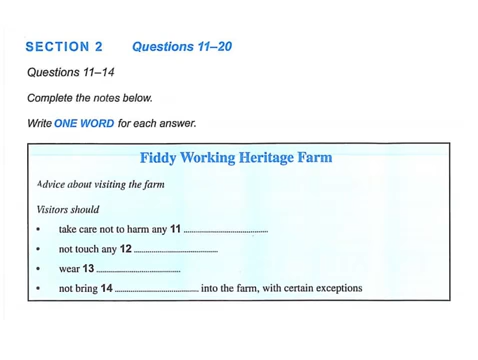 SECTION 2 Questions 11–20
Questions 11–14
Complete the notes below.
Write ONE WORD for each answer.
Fiddy Working Heritage Farm
Advice about visiting the farm
Visitors should
• take care not to harm any 11 ..............................
• not touch any 12 ..............................
• wear 13 ..............................
• not bring 14 .............................. into the farm, with certain exceptions